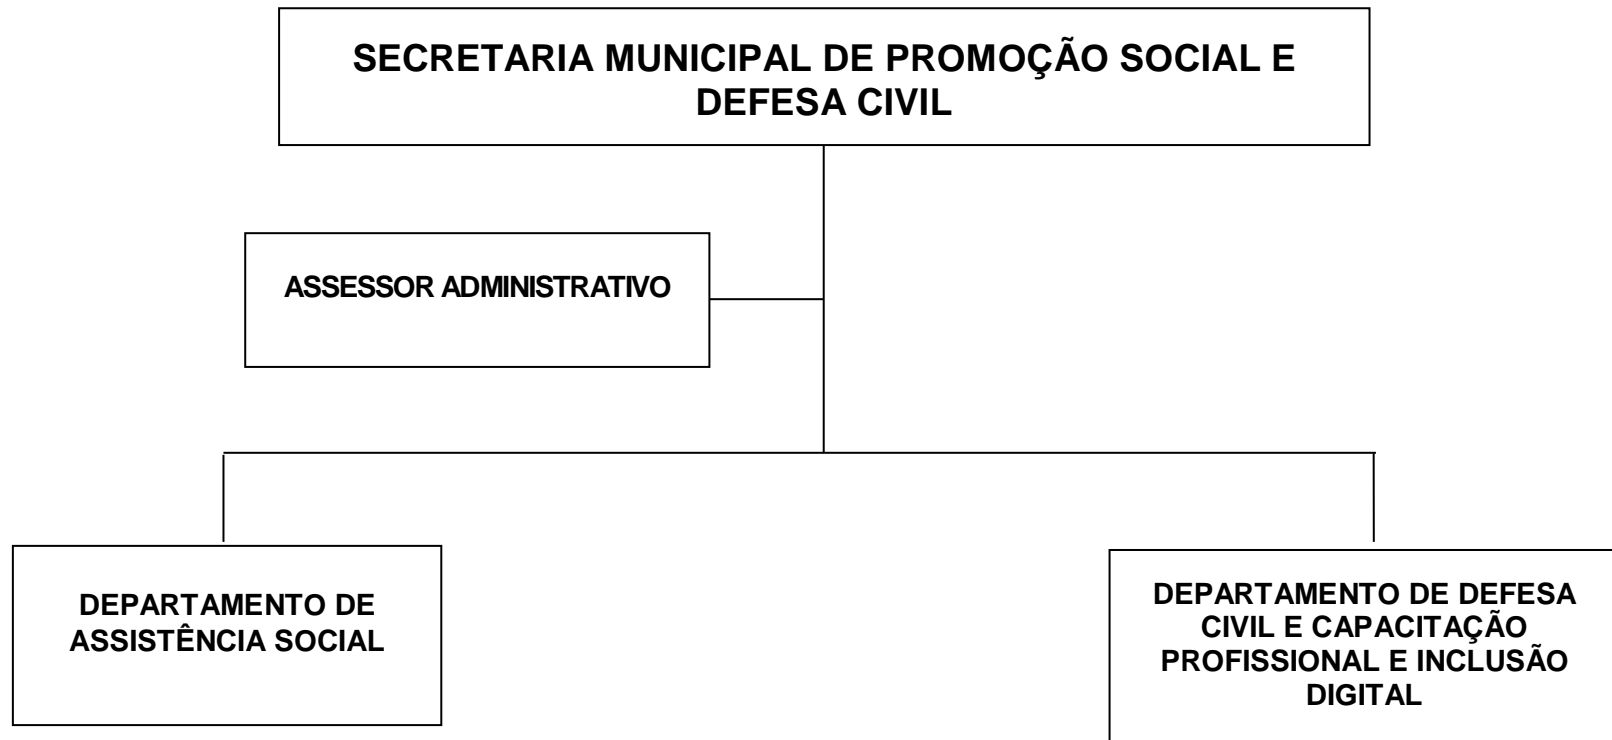 SECRETARIA MUNICIPAL DE PROMOÇÃO SOCIAL E
DEFESA CIVIL
ASSESSOR ADMINISTRATIVO
DEPARTAMENTO DE
ASSISTÊNCIA SOCIAL
DEPARTAMENTO DE DEFESA
CIVIL E CAPACITAÇÃO
PROFISSIONAL E INCLUSÃO
DIGITAL